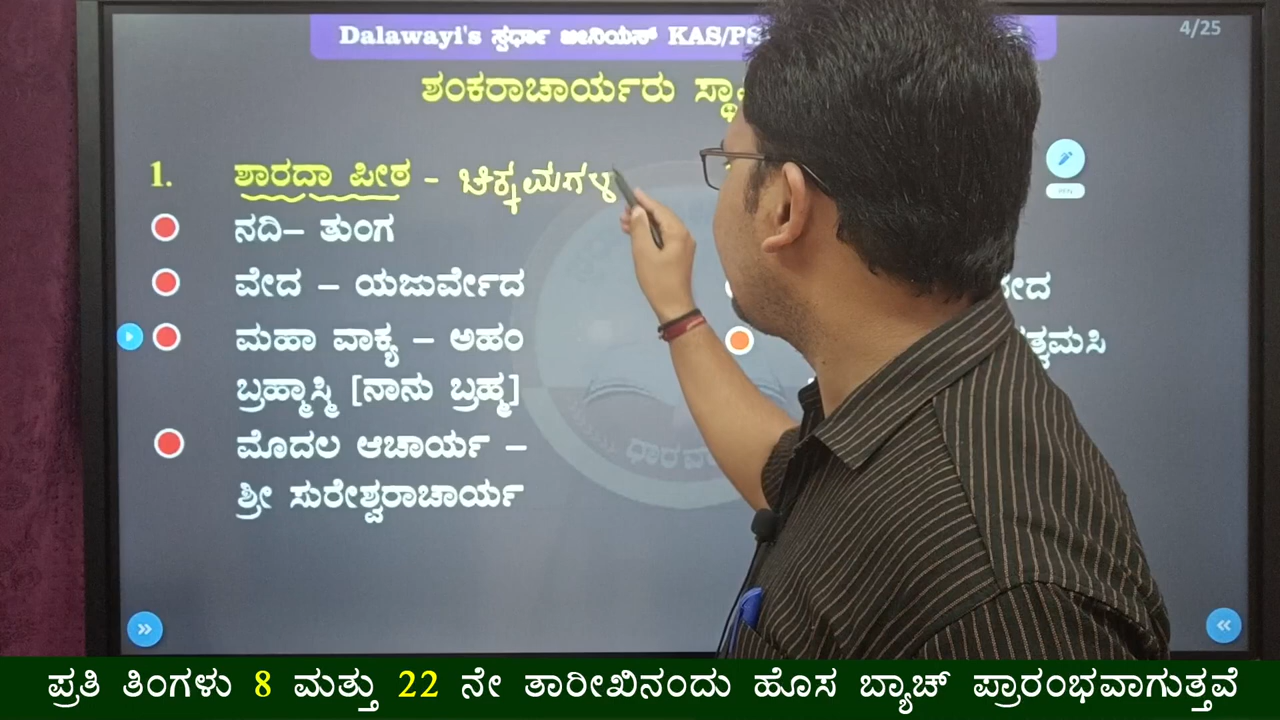 Dalawayi's ಸ್ಪರ್ಧಾ ಜೀನಿಯಸ್ KAS/PS
4/25
ಶಂಕರಾಚಾರ್ಯರು
1. ಶಾರದಾ ಪೀಠ - ಚಿಕ್ಕಮಗಳ
ನದಿ– ತುಂಗ
ವೇದ – ಯಜುರ್ವೇದ
ಮಹಾ ವಾಕ್ಯ – ಅಹಂ
ಬ್ರಹ್ಮಾಸ್ಮಿ [ನಾನು ಬ್ರಹ್ಮ]
ಮೊದಲ ಆಚಾರ್ಯ –
ಶ್ರೀ ಸುರೇಶ್ವರಾಚಾರ್ಯ
ತ್ವಮಸಿ
ಪ್ರತಿ ತಿಂಗಳು 8 ಮತ್ತು 22 ನೇ ತಾರೀಖಿನಂದು ಹೊಸ ಬ್ಯಾಚ್ ಪ್ರಾರಂಭವಾಗುತ್ತವೆ